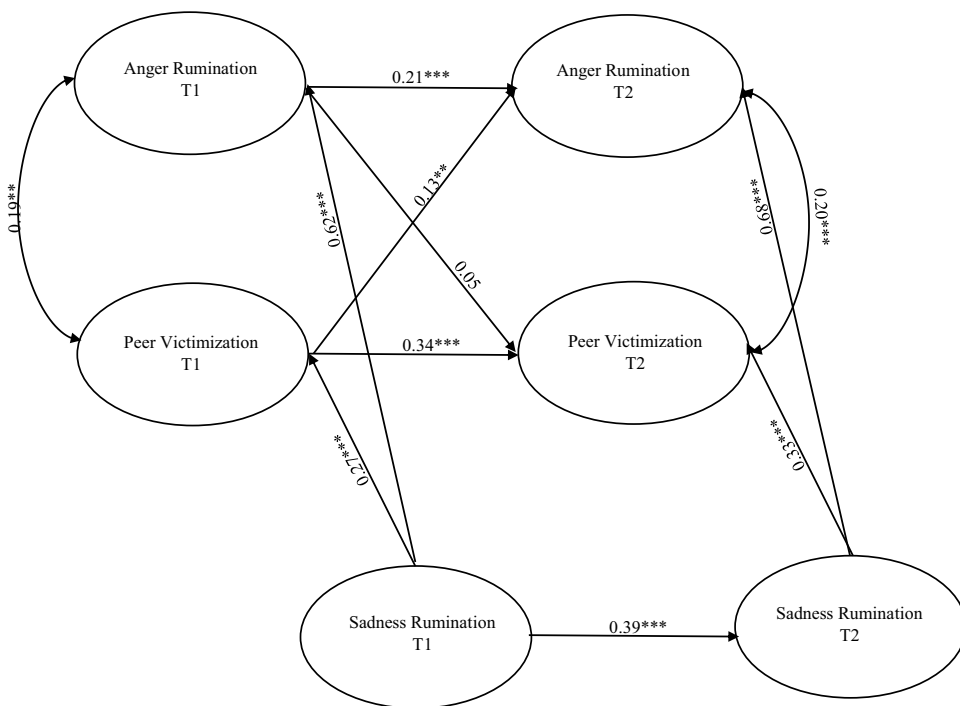 Anger Rumination
T1
0.21***
Anger Rumination
T2
0.19**
0.62***
0.13**
0.05
0.68***
0.20***
Peer Victimization
T1
0.34***
Peer Victimization
T2
0.27***
0.33***
Sadness Rumination
T1
0.39***
Sadness Rumination
T2